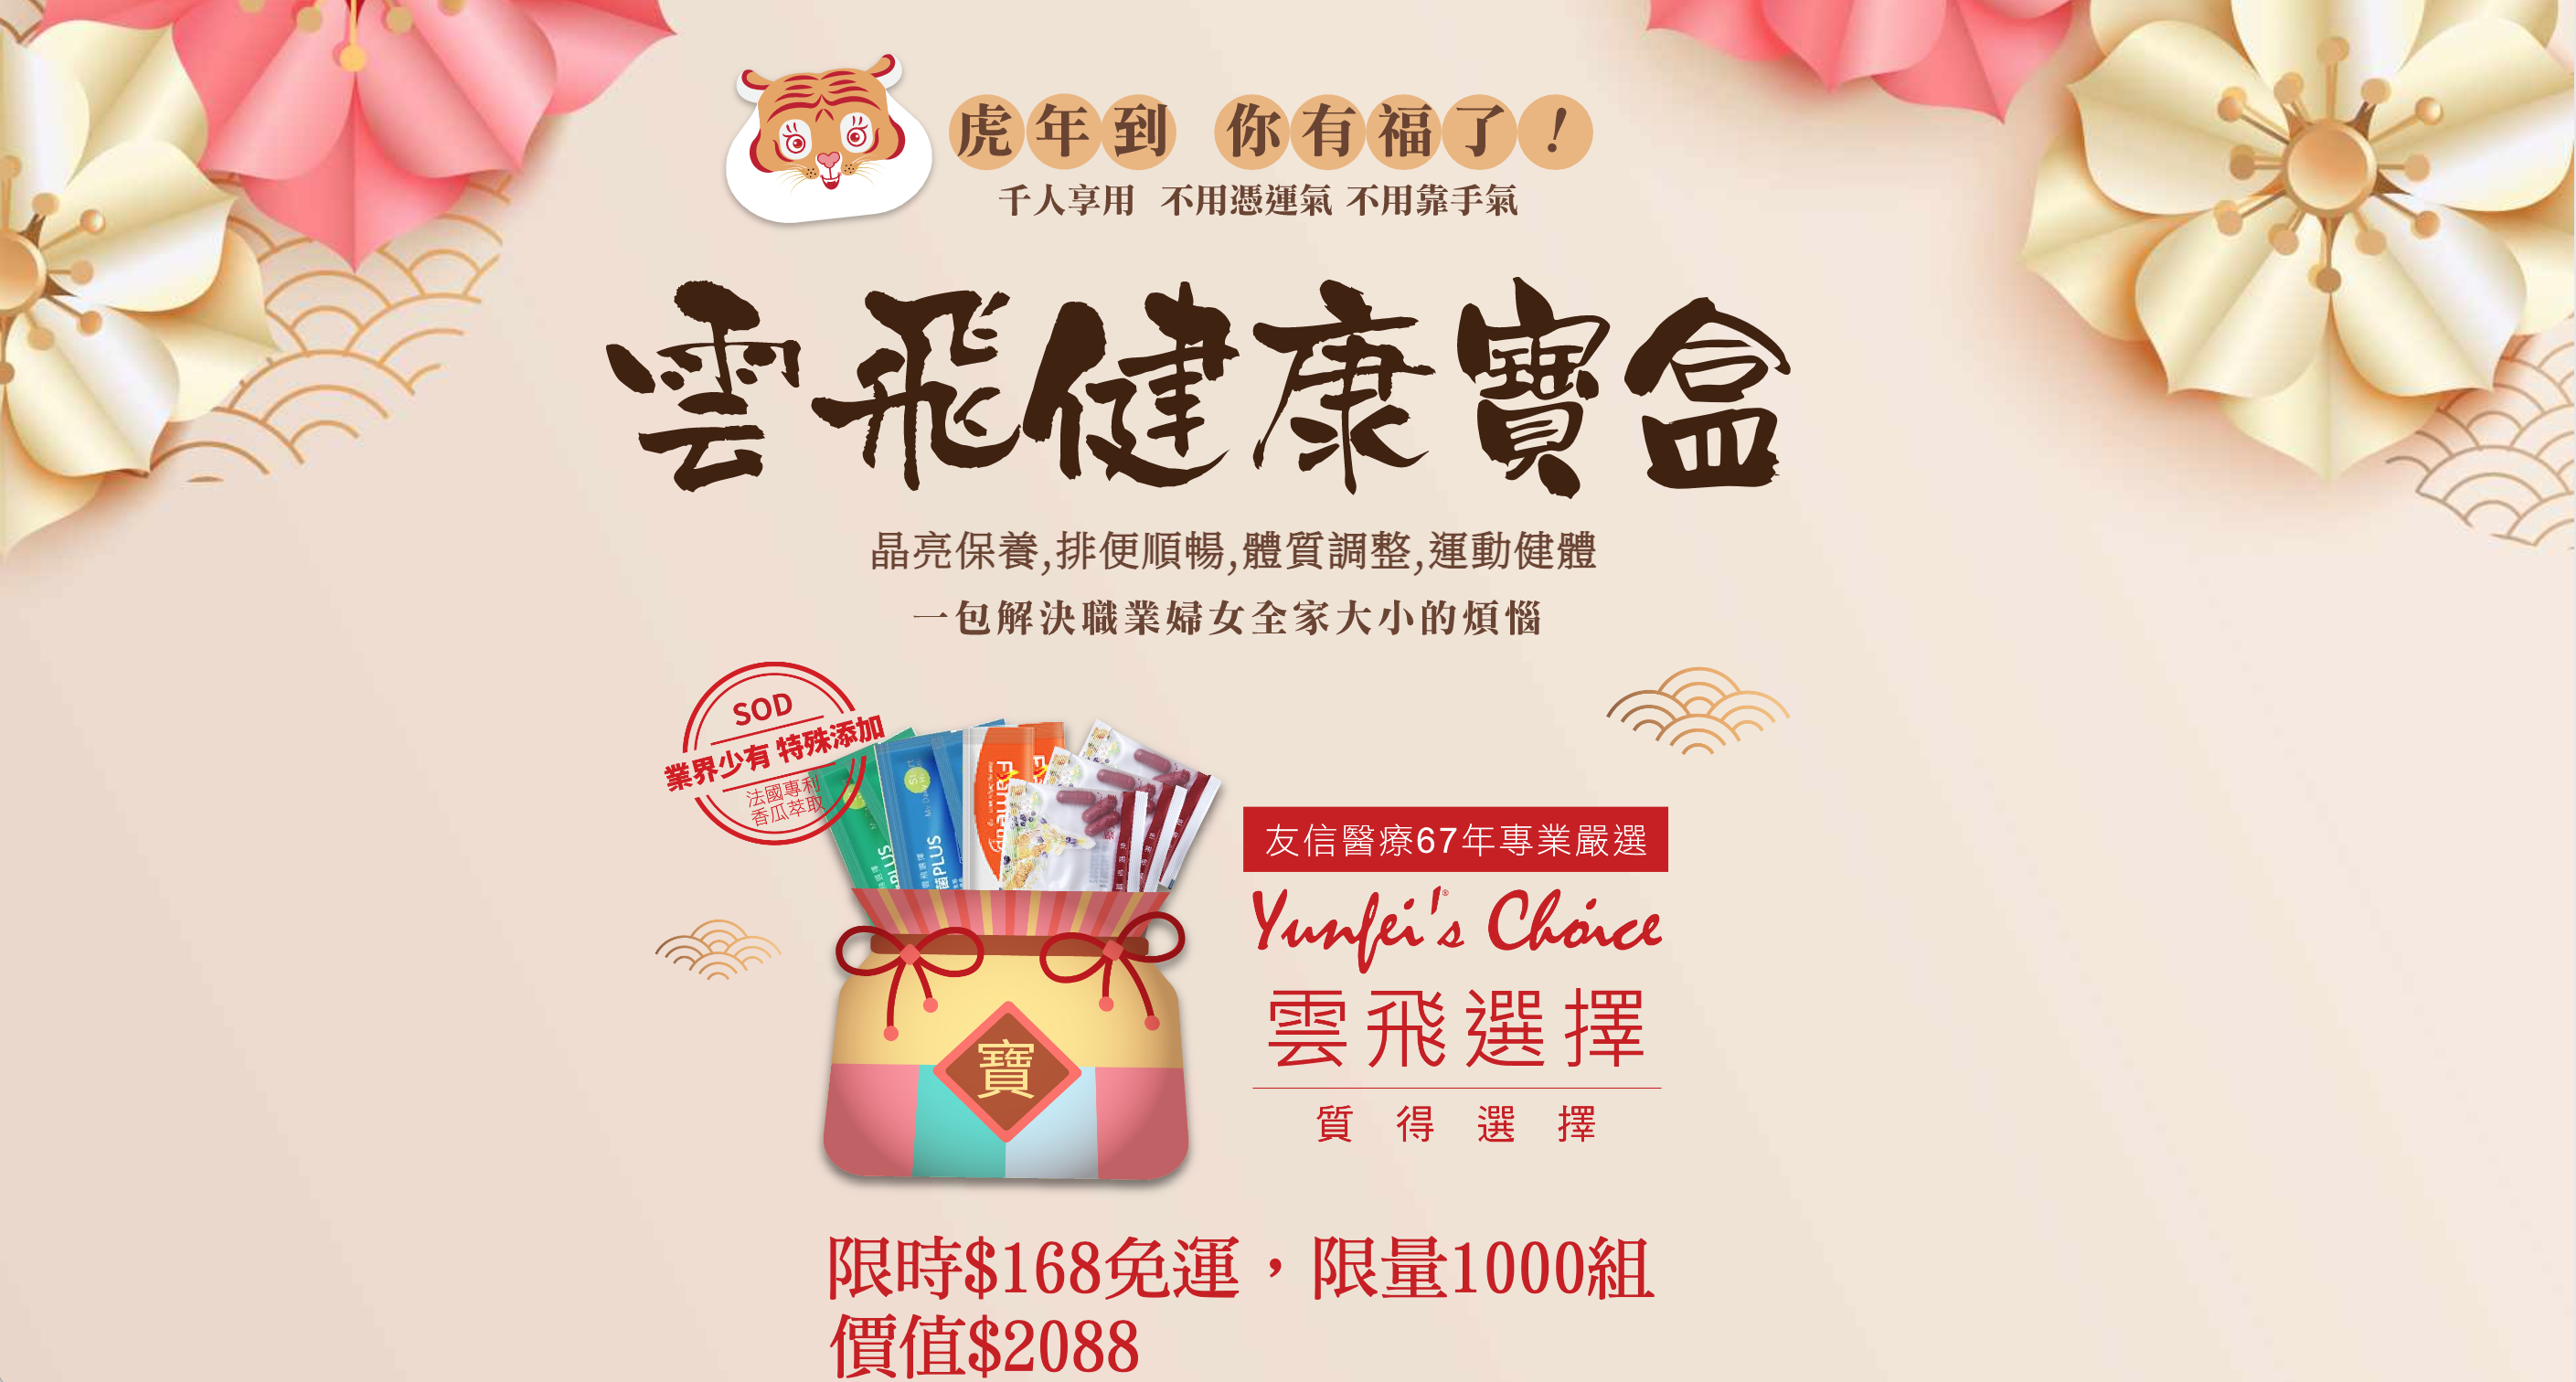 虎年到 你有福了！
千人享用 不用憑運氣 不用靠手氣
雲飛健康寶盒
晶亮保養,排便順暢,體質調整,運動健體
一包解決職業婦女全家大小的煩惱
SOD
業界少有 特殊添加
法國專利
香瓜萃取
PLUS
菌PLUS
寶
友信醫療67年專業嚴選
Yunfei's Choice®
雲飛選擇
質得選擇
限時$168免運，限量1000組
價值$2088